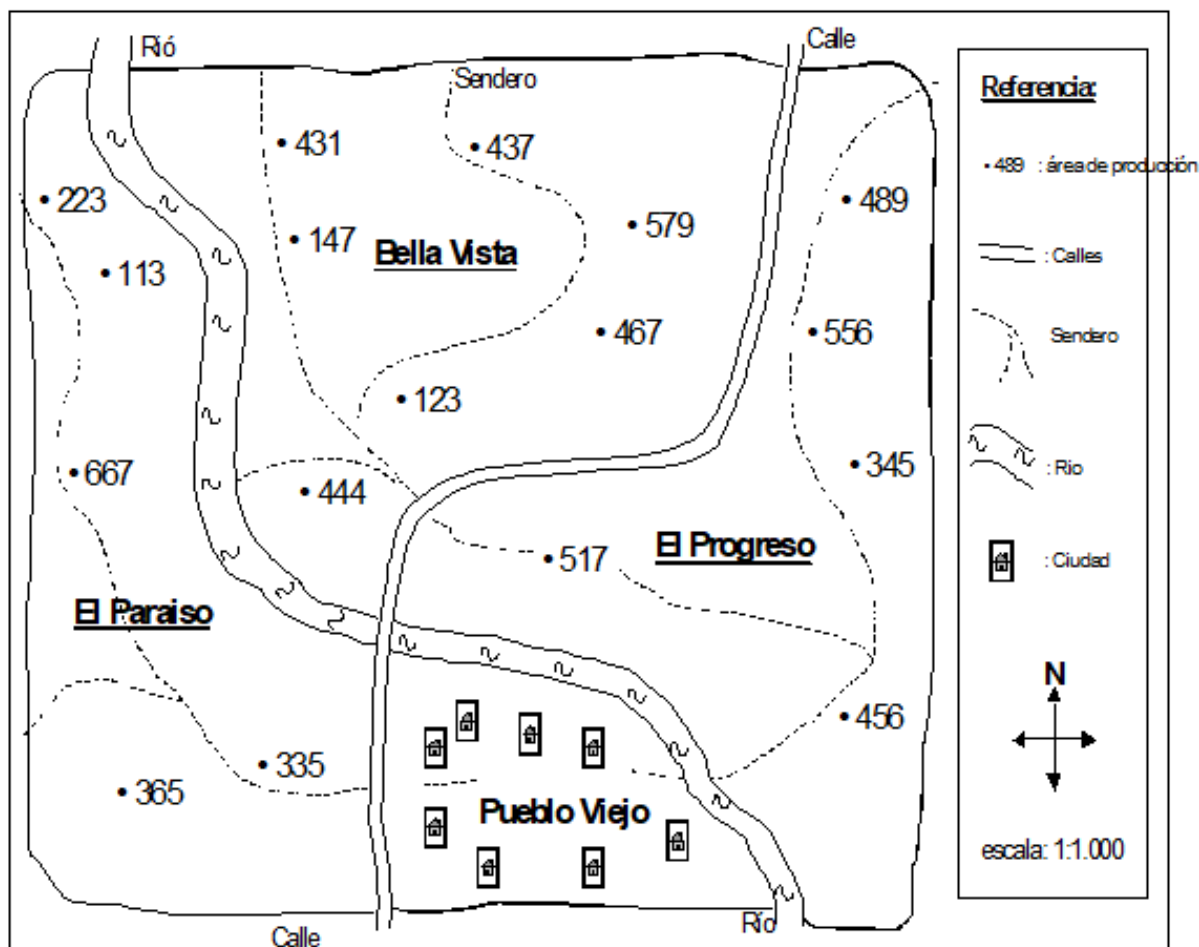 Rió
Calle
Sendero
431
437
223
579
489
147
Bella Vista
113
467
556
123
667
444
345
517
El Progreso
El Paraiso
456
335
365
Pueblo Viejo
Calle
Río
Referencia:
489 : área de producción
: Calles
Sendero
: Rio
: Ciudad
N
escala: 1:1.000